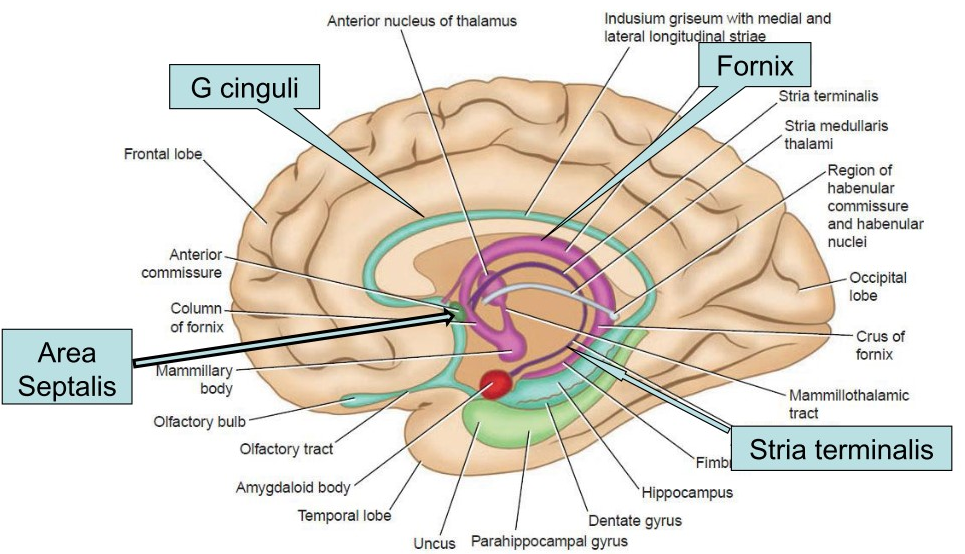 Anterior nucleus of thalamus
Indusium griseum with medial and
lateral longitudinal striae
Fornix
G cinguli
Stria terminalis
Stria medullaris
thalami
Frontal lobe
Region of
habenular
commissure
and habenular
nuclei
Anterior
commissure
Occipital
lobe
Column
of fornix
Area
Septalis
Crus of
fornix
Mammillary
body
Mammillothalamic
tract
Olfactory bulb
Olfactory tract
Stria terminalis
Amygdaloid body
Hippocampus
Temporal lobe
Dentate gyrus
Uncus
Parahippocampal gyrus